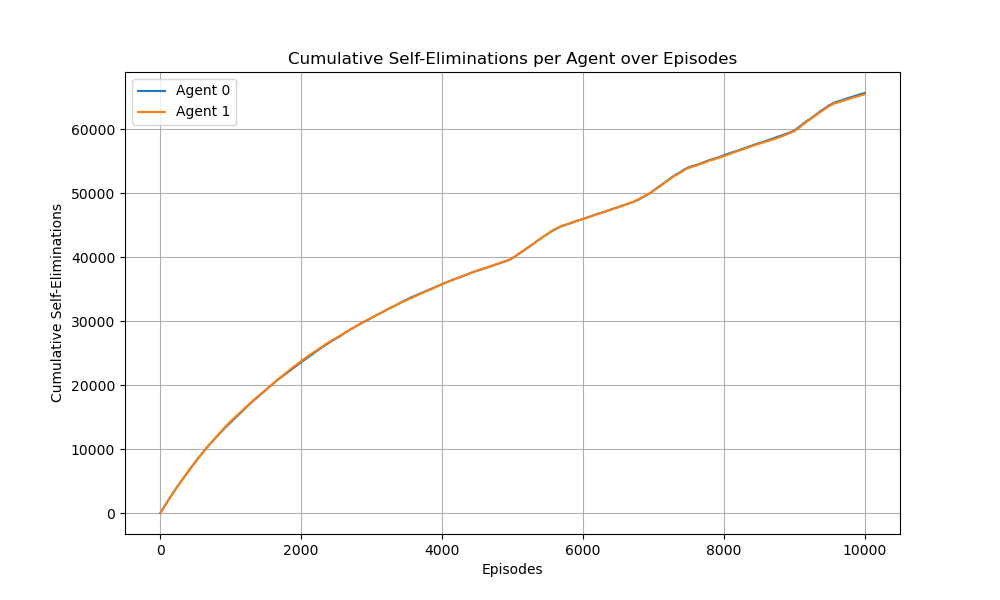 Cumulative Self-Eliminations per Agent over Episodes
Agent 0
Agent 1
Cumulative Self-Eliminations
60000
50000
40000
30000
20000
10000
0
0 2000 4000 6000 8000 10000
Episodes